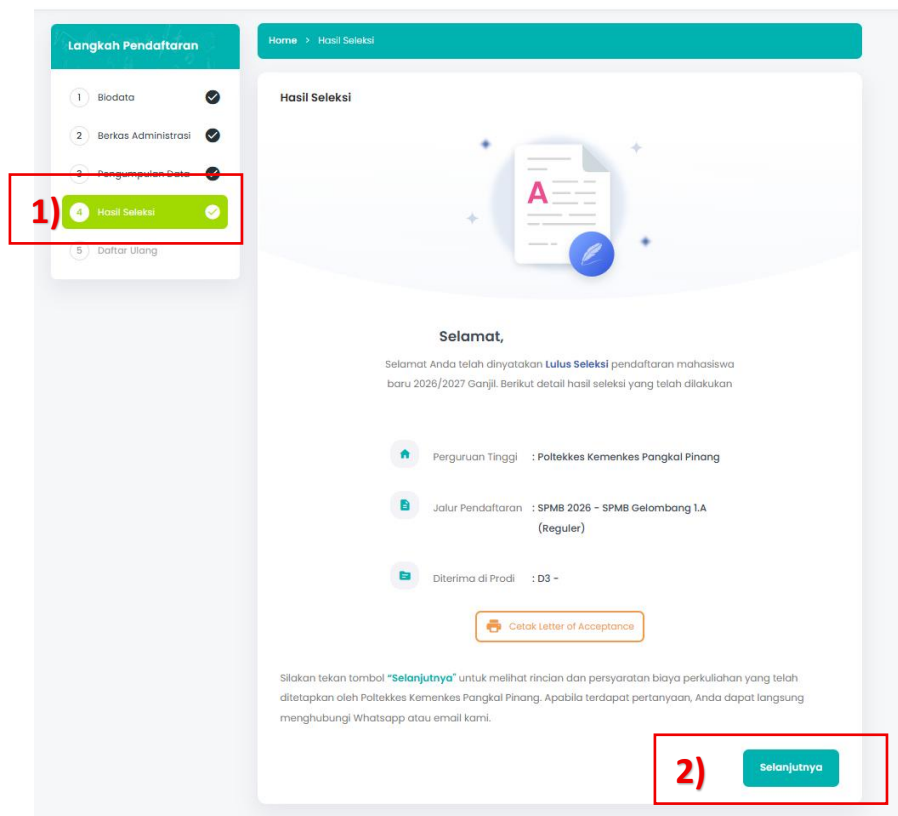 Langkah Pendaftaran
1 Biodata
2 Berkas Administrasi
3 Pengumpulan Data
1)
4 Hasil Seleksi
5 Daftar Ulang
Home > Hasil Seleksi
Hasil Seleksi
A
Selamat,
Selamat Anda telah dinyatakan Lulus Seleksi pendaftaran mahasiswa
baru 2026/2027 Ganjil. Berikut detail hasil seleksi yang telah dilakukan
Perguruan Tinggi : Poltekkes Kemenkes Pangkal Pinang
Jalur Pendaftaran : SPMB 2026 - SPMB Gelombang 1.A
(Reguler)
Diterima di Prodi : D3 -
Cetak Letter of Acceptance
Silakan tekan tombol "Selanjutnya" untuk melihat rincian dan persyaratan biaya perkuliahan yang telah
ditetapkan oleh Poltekkes Kemenkes Pangkal Pinang. Apabila terdapat pertanyaan, Anda dapat langsung
menghubungi Whatsapp atau email kami.
2)
Selanjutnya